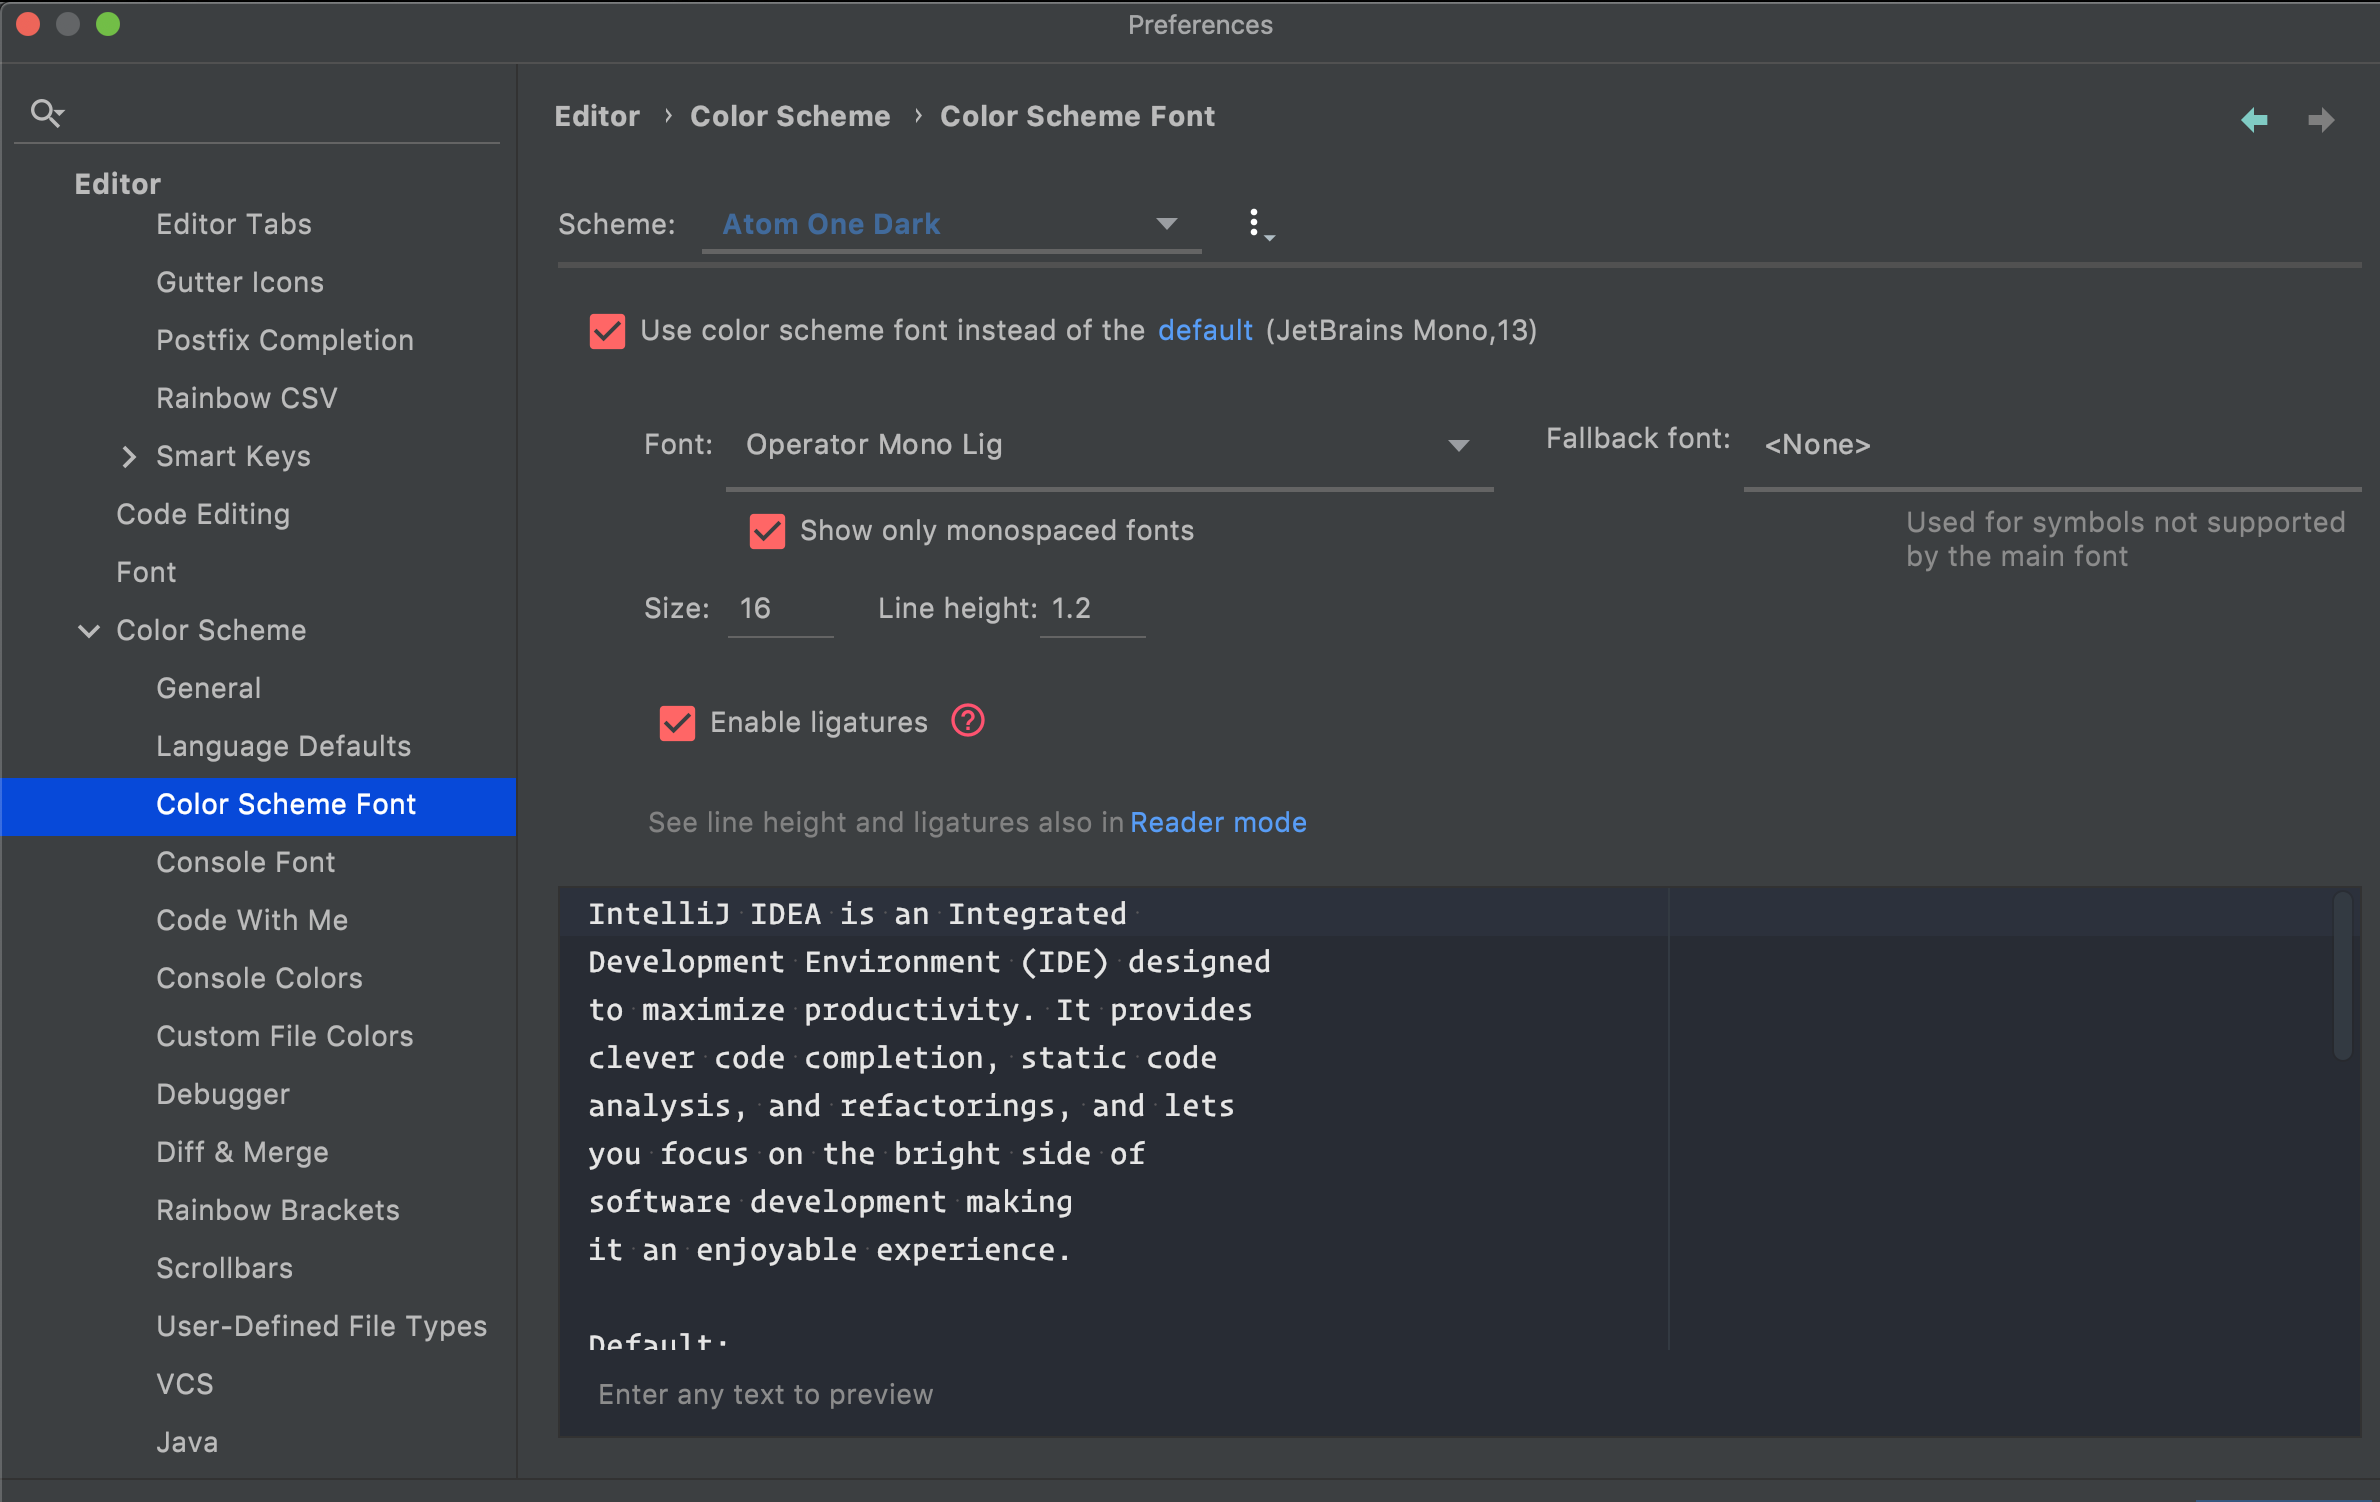 Preferences
Editor
Editor Tabs
Gutter Icons
Postfix Completion
Rainbow CSV
Smart Keys
Code Editing
Font
Color Scheme
General
Language Defaults
Color Scheme Font
Console Font
Code With Me
Console Colors
Custom File Colors
Debugger
Diff & Merge
Rainbow Brackets
Scrollbars
User-Defined File Types
VCS
Java
Editor › Color Scheme › Color Scheme Font
Scheme: Atom One Dark
Use color scheme font instead of the default (JetBrains Mono,13)
Font: Operator Mono Lig Fallback font: <None>
Show only monospaced fonts
Used for symbols not supported
by the main font
Size: 16 Line height: 1.2
Enable ligatures ?
See line height and ligatures also in Reader mode
IntelliJ IDEA is an Integrated
Development Environment (IDE) designed
to maximize productivity. It provides
clever code completion, static code
analysis, and refactorings, and lets
you focus on the bright side of
software development making
it an enjoyable experience.
Default:
Enter any text to preview